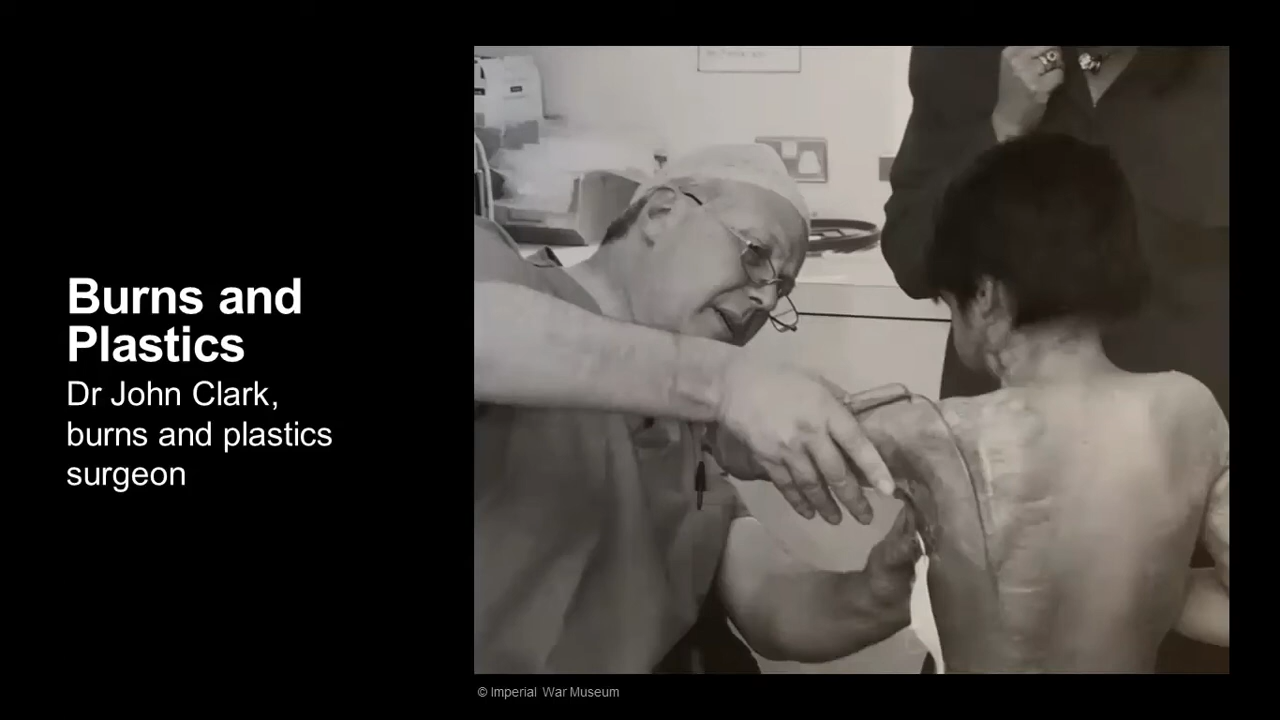 Burns and
Plastics
Dr John Clark,
burns and plastics
surgeon
© Imperial War Museum